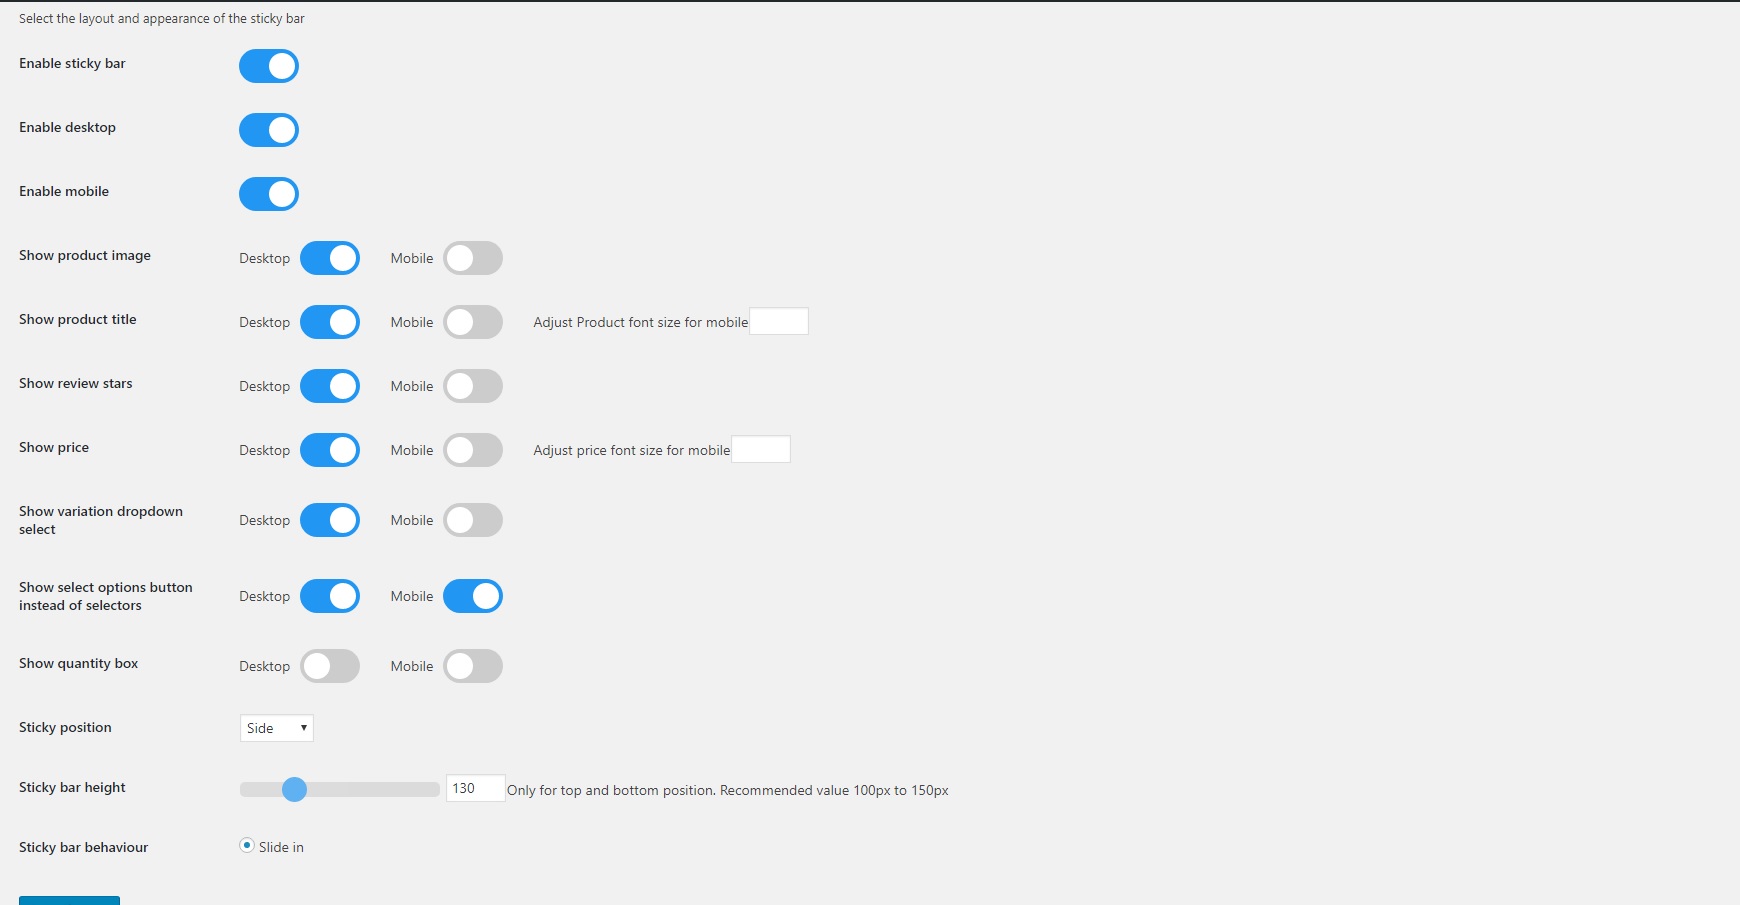 Select the layout and appearance of the sticky bar
Enable sticky bar
Enable desktop
Enable mobile
Show product image Desktop Mobile
Show product title Desktop Mobile Adjust Product font size for mobile
Show review stars Desktop Mobile
Show price Desktop Mobile Adjust price font size for mobile
Show variation dropdown
select
Desktop Mobile
Show select options button
instead of selectors
Desktop Mobile
Show quantity box Desktop Mobile
Sticky position Side
Sticky bar height 130 Only for top and bottom position. Recommended value 100px to 150px
Sticky bar behaviour Slide in